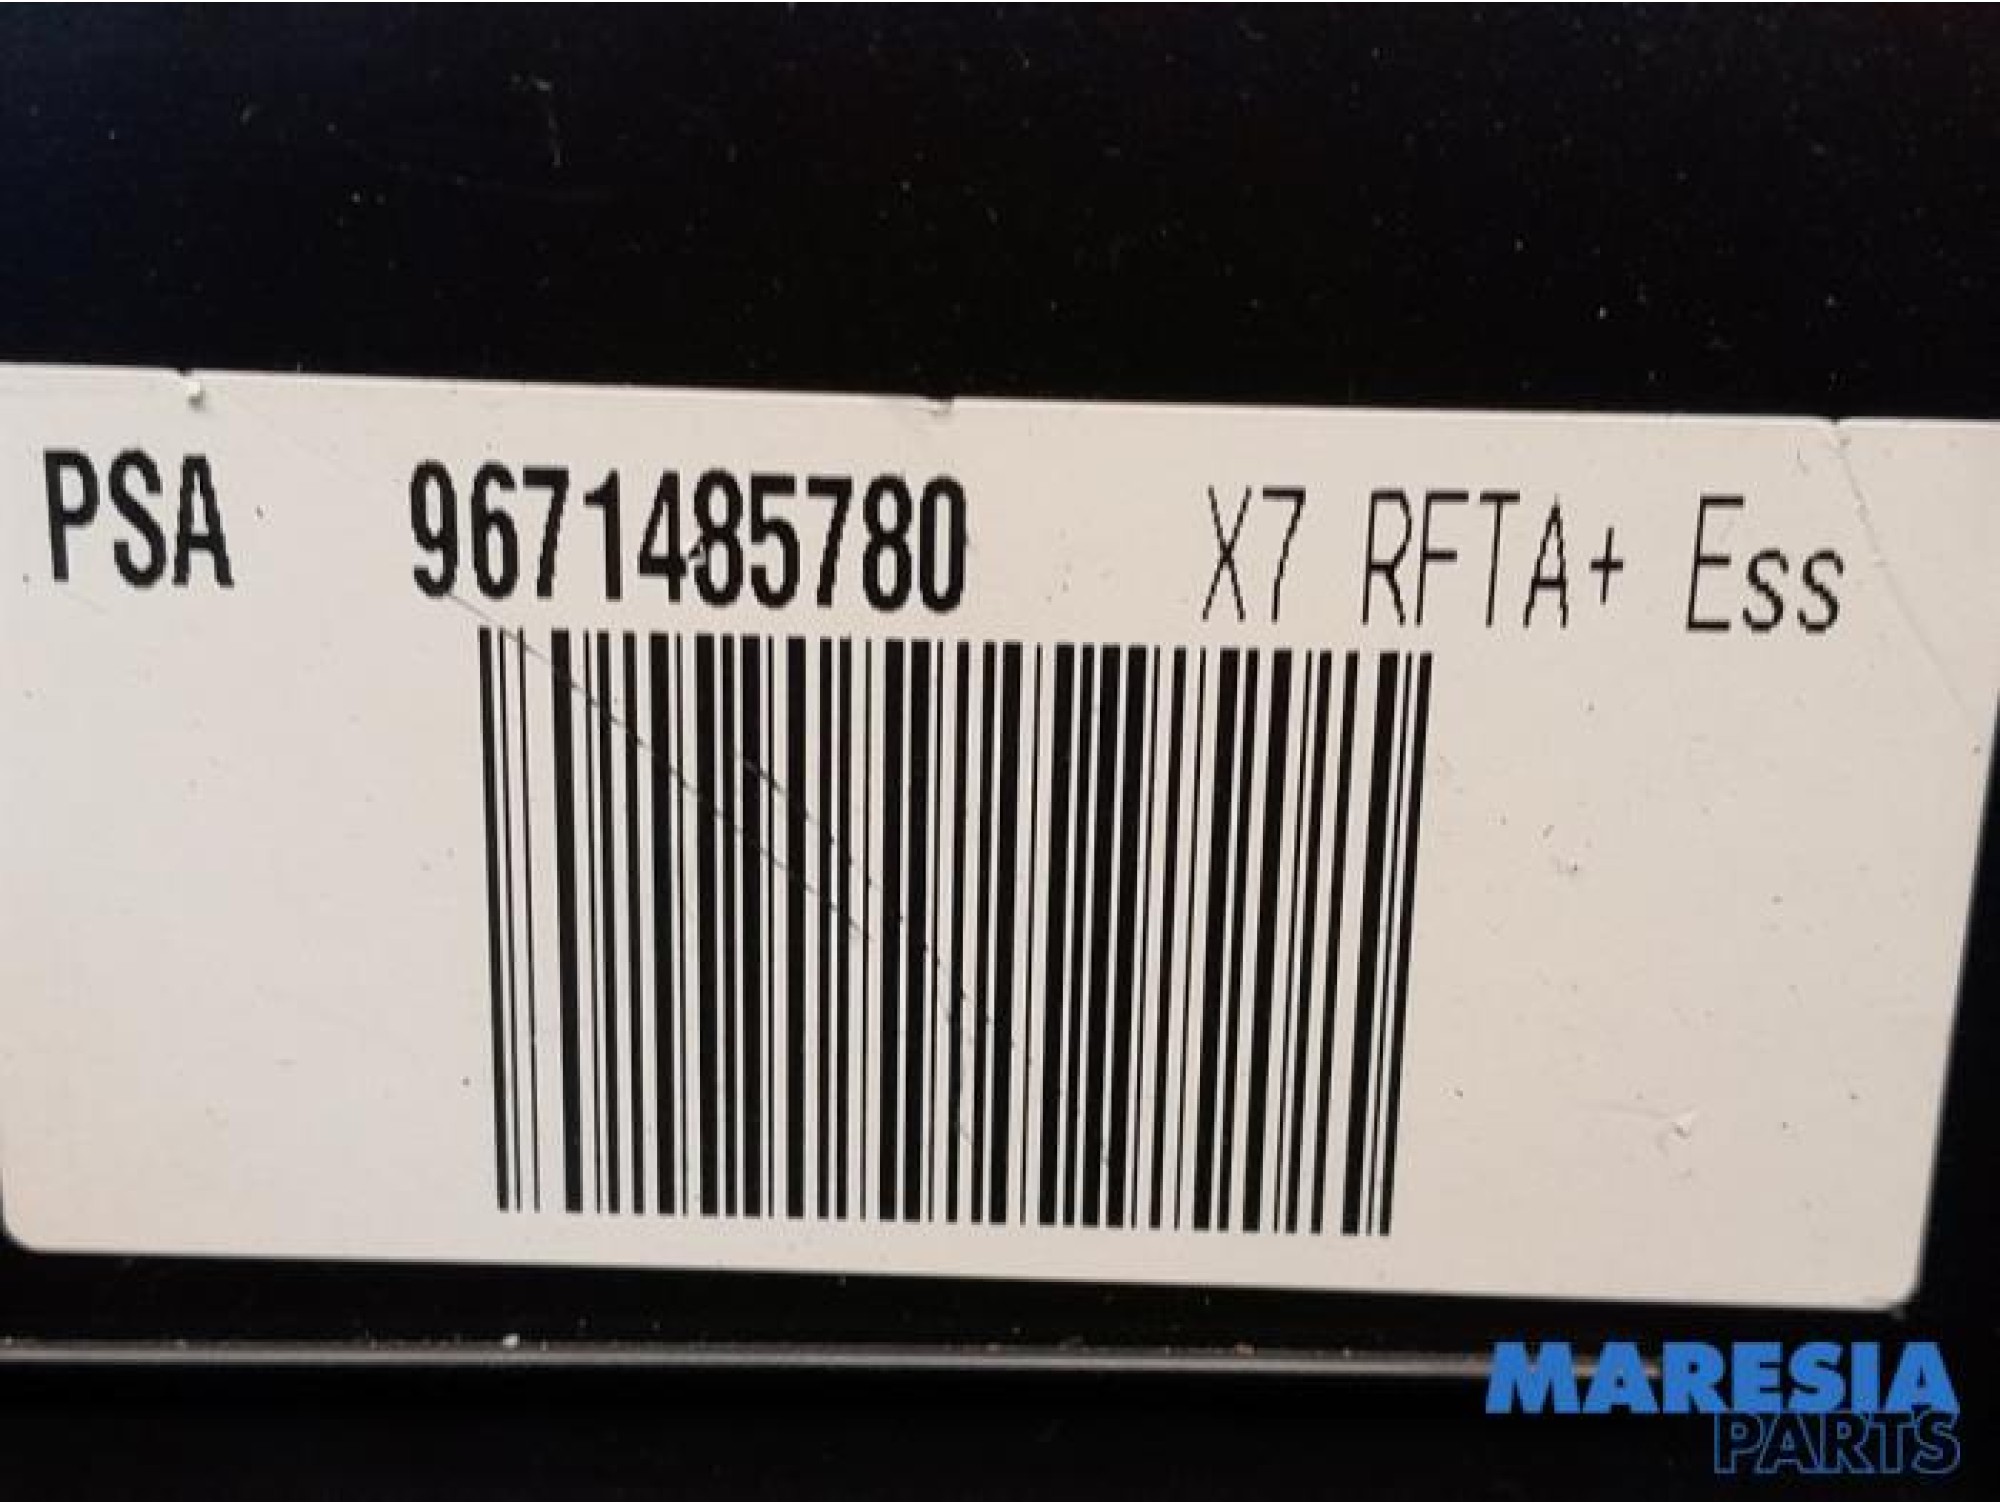 PSA 9671485780 X7 RFTA+ Ess
MARESIA
PARTS